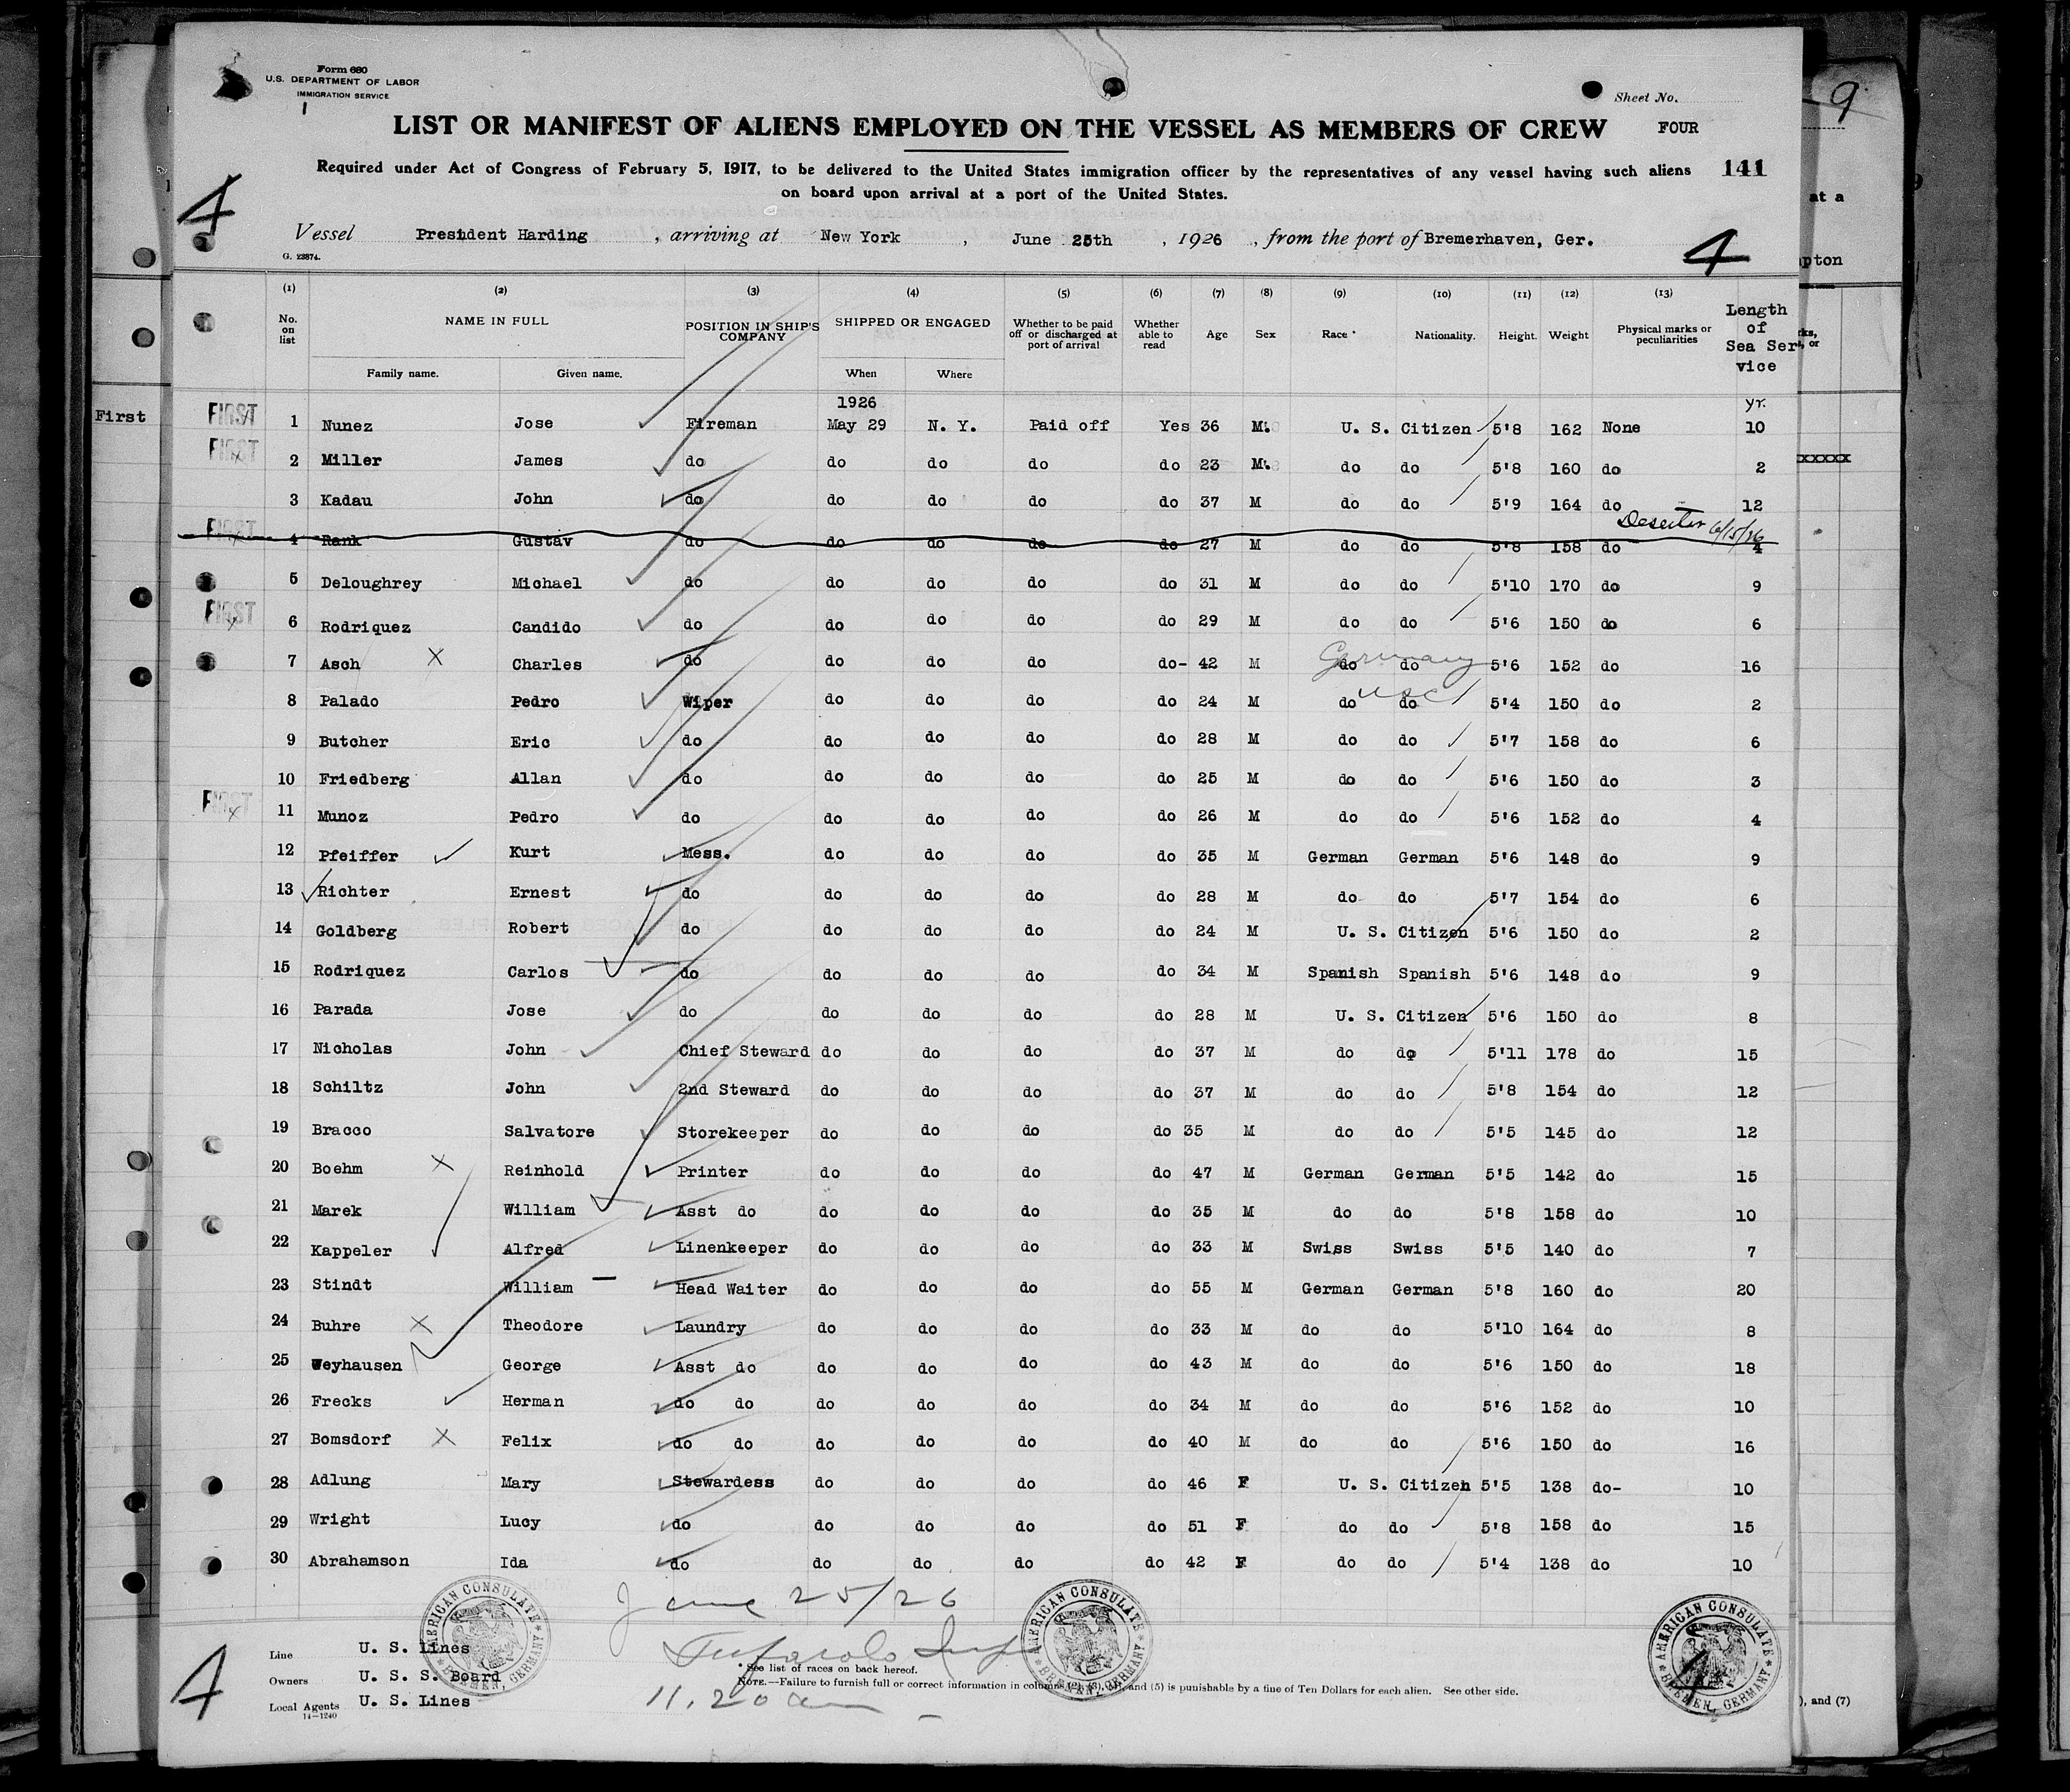 Form 680
U.S. DEPARTMENT OF LABOR
IMMIGRATION SERVICE
Sheet No.
9
LIST OR MANIFEST OF ALIENS EMPLOYED ON THE VESSEL AS MEMBERS OF CREW FOUR
Required under Act of Congress of February 5, 1917, to be delivered to the United States immigration officer by the representatives of any vessel having such aliens 141
on board upon arrival at a port of the United States.
at a
4
Vessel President Harding , arriving at New York , June 25th , 1926 , from the port of Bremerhaven, Ger.
G. 23874.
4
pton
(1) (2) (3) (4) (5) (6) (7) (8) (9) (10) (11) (12) (13)
No. on list NAME IN FULL POSITION IN SHIP'S COMPANY SHIPPED OR ENGAGED Whether to be paid off or discharged at port of arrival Whether able to read Age Sex Race* Nationality. Height. Weight Physical marks or peculiarities Length of Sea Service
Family name. Given name. When Where
1926 yr.
First
FIRST 1 Nunez Jose Fireman May 29 N. Y. Paid off Yes 36 M. U. S. Citizen 5'8 162 None 10
FIRST 2 Miller James do do do do do 23 M. do do 5'8 160 do 2
xxxxx
3 Kadau John do do do do do 37 M do do 5'9 164 do 12
Deserter 6/15/26
FIRST 4 Rank Gustav do do do do do 27 M do do 5'8 158 do 4
5 Deloughrey Michael do do do do do 31 M do do 5'10 170 do 9
FIRST 6 Rodriquez Candido do do do do do 29 M do do 5'6 150 do 6
7 Asch X Charles do do do do do- 42 M do do Germany 5'6 152 do 16
8 Palado Pedro Wiper do do do do 24 M do do USC 5'4 150 do 2
9 Butcher Eric do do do do do 28 M do do 5'7 158 do 6
10 Friedberg Allan do do do do do 25 M do do 5'6 150 do 3
FIRST 11 Munoz Pedro do do do do do 26 M do do 5'6 152 do 4
12 Pfeiffer Kurt Mess. do do do do 35 M German German 5'6 148 do 9
13 Richter Ernest do do do do do 28 M do do 5'7 154 do 6
14 Goldberg Robert do do do do do 24 M U. S. Citizen 5'6 150 do 2
15 Rodriquez Carlos do do do do do 34 M Spanish Spanish 5'6 148 do 9
16 Parada Jose do do do do do 28 M U. S. Citizen 5'6 150 do 8
17 Nicholas John Chief Steward do do do do 37 M do do 5'11 178 do 15
18 Schiltz John 2nd Steward do do do do 37 M do do 5'8 154 do 12
19 Bracco Salvatore Storekeeper do do do do 35 M do do 5'5 145 do 12
20 Boehm X Reinhold Printer do do do do 47 M German German 5'5 142 do 15
21 Marek William Asst do do do do do 35 M do do 5'8 158 do 10
22 Kappeler Alfred Linenkeeper do do do do 33 M Swiss Swiss 5'5 140 do 7
23 Stindt William Head Waiter do do do do 55 M German German 5'8 160 do 20
24 Buhre X Theodore Laundry do do do do 33 M do do 5'10 164 do 8
25 Weyhausen George Asst do do do do do 43 M do do 5'6 150 do 18
26 Frecks Herman do do do do do do 34 M do do 5'6 152 do 10
27 Bomsdorf X Felix do do do do do do 40 M do do 5'6 150 do 16
28 Adlung Mary Stewardess do do do do 46 F U. S. Citizen 5'5 138 do- 10
29 Wright Lucy do do do do do 51 F do do 5'8 158 do 15
30 Abrahamson Ida do do do do do 42 F do do 5'4 138 do 10
June 25/26
AMERICAN CONSULATE BREMEN, GERMANY
AMERICAN CONSULATE BREMEN, GERMANY
AMERICAN CONSULATE BREMEN, GERMANY
4
4
Line U. S. Lines
Owners U. S. S. Board
Local Agents U. S. Lines
14—1240
11.20 am
* See list of races on back hereof.
NOTE.—Failure to furnish full or correct information in columns (2), (3), and (5) is punishable by a fine of Ten Dollars for each alien. See other side.
), and (7)